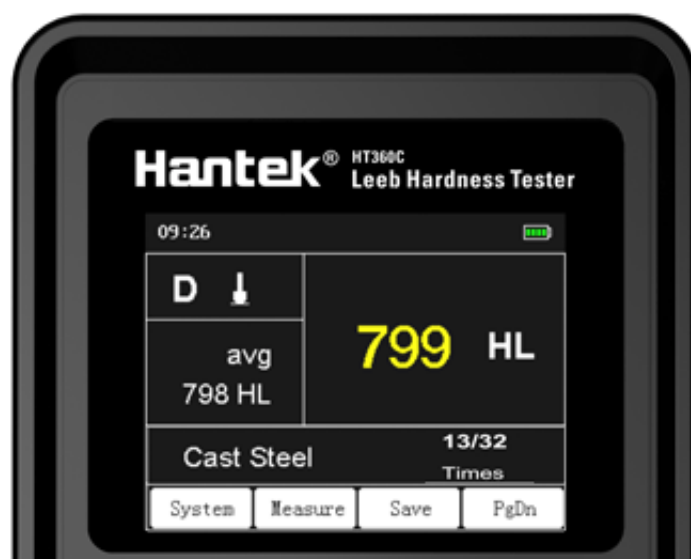 Hantek® HT360C
Leeb Hardness Tester
09:26
D
799 HL
avg
798 HL
Cast Steel
13/32
Times
System Measure Save PgDn